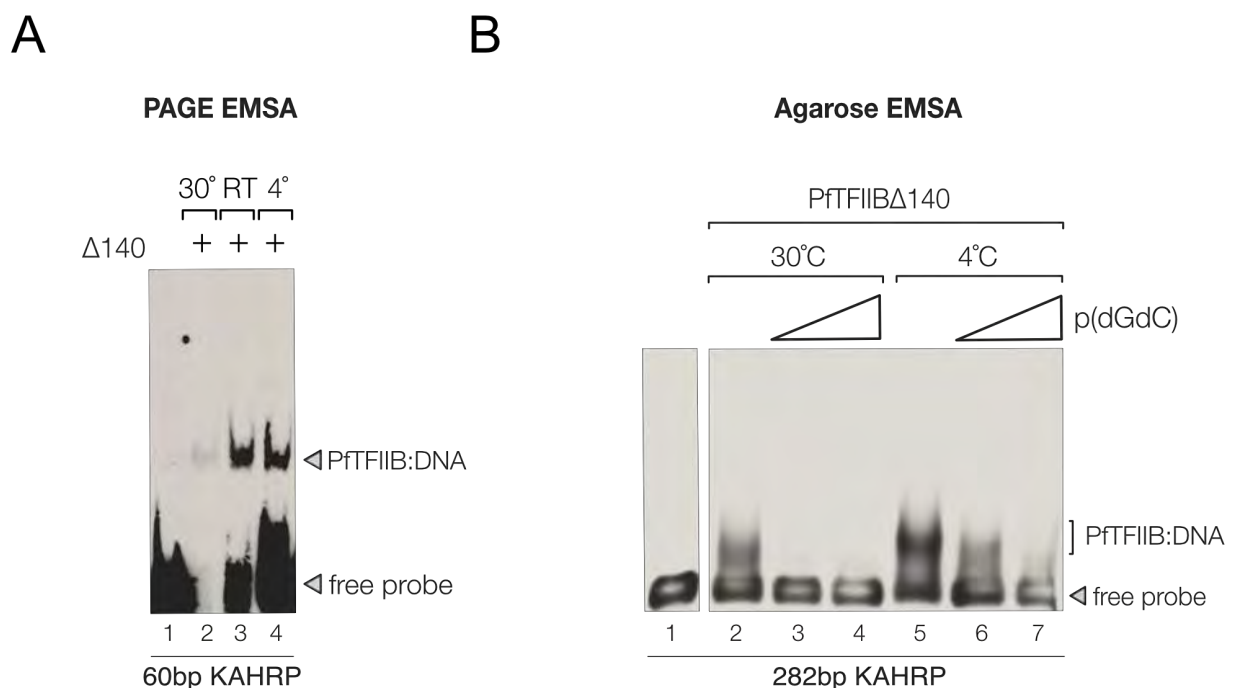 A
B
PAGE EMSA
Agarose EMSA
30° RT 4°
Δ140 + + +
PfTFIIBΔ140
30°C 4°C
p(dGdC)
PfTFIIB:DNA
free probe
PfTFIIB:DNA
free probe
1 2 3 4
1 2 3 4 5 6 7
60bp KAHRP
282bp KAHRP